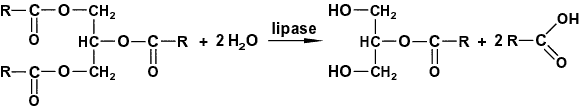 R—C—O—CH₂ HO—CH₂
OH
lipase
O HC—O—C—R + 2 H₂O HC—O—C—R + 2 R—C
R—C—O—CH₂ O HO—CH₂ O O
O